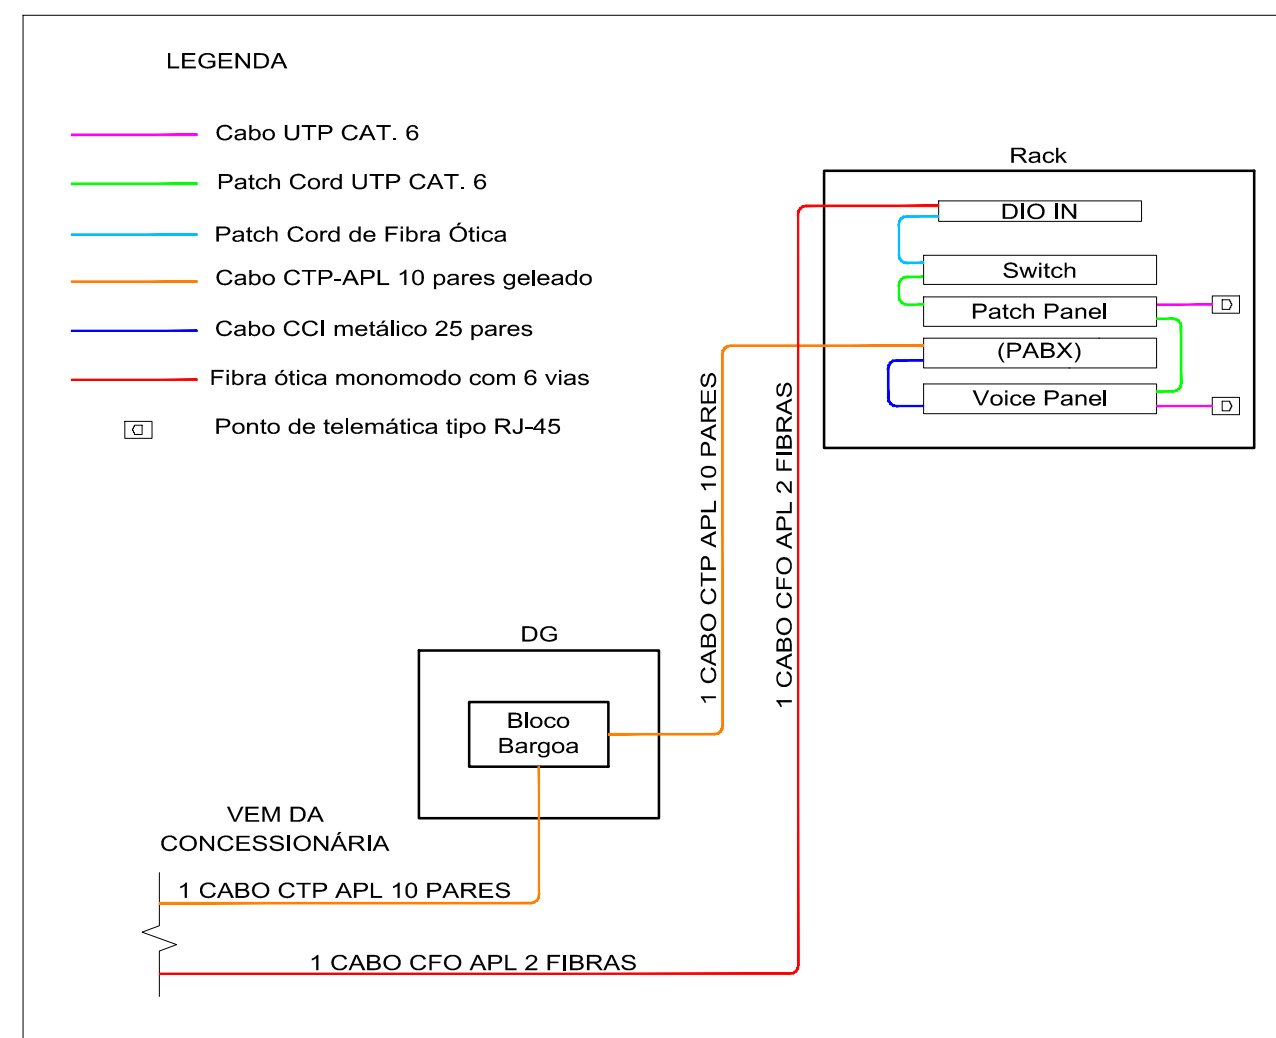 LEGENDA
Cabo UTP CAT. 6
Patch Cord UTP CAT. 6
Patch Cord de Fibra Ótica
Cabo CTP-APL 10 pares geleado
Cabo CCI metálico 25 pares
Fibra ótica monomodo com 6 vias
Ponto de telemática tipo RJ-45
Rack
DIO IN
Switch
Patch Panel
(PABX)
Voice Panel
1 CABO CTP APL 10 PARES
1 CABO CFO APL 2 FIBRAS
DG
Bloco
Bargoa
VEM DA
CONCESSIONÁRIA
1 CABO CTP APL 10 PARES
1 CABO CFO APL 2 FIBRAS